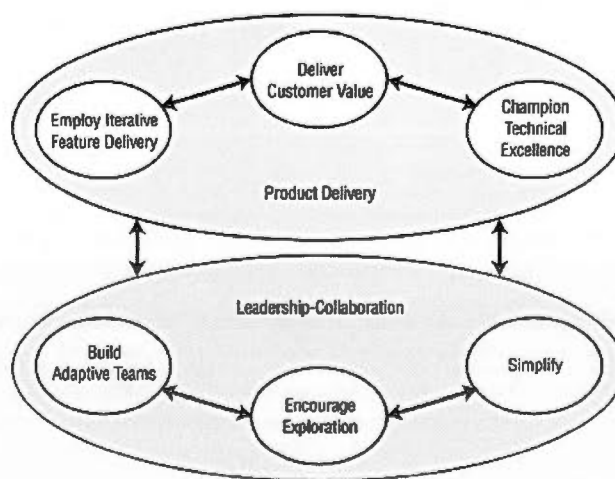 Deliver
Customer Value
Employ Iterative
Feature Delivery
Champion
Technical
Excellence
Product Delivery
Leadership-Collaboration
Build
Adaptive Teams
Simplify
Encourage
Exploration